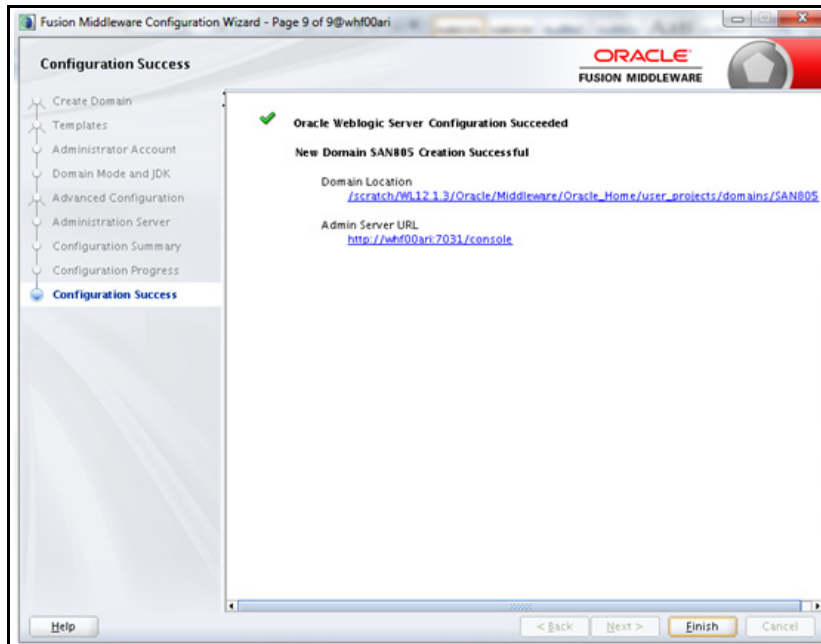 Fusion Middleware Configuration Wizard - Page 9 of 9@whf00ari
Configuration Success
ORACLE
FUSION MIDDLEWARE
Create Domain
Templates
Administrator Account
Domain Mode and JDK
Advanced Configuration
Administration Server
Configuration Summary
Configuration Progress
Configuration Success
Oracle Weblogic Server Configuration Succeeded
New Domain SAN805 Creation Successful
Domain Location
/scratch/WL12.1.3/Oracle/Middleware/Oracle_Home/user_projects/domains/SAN805
Admin Server URL
http://whf00ari:7031/console
Help
< Back
Next >
Finish
Cancel